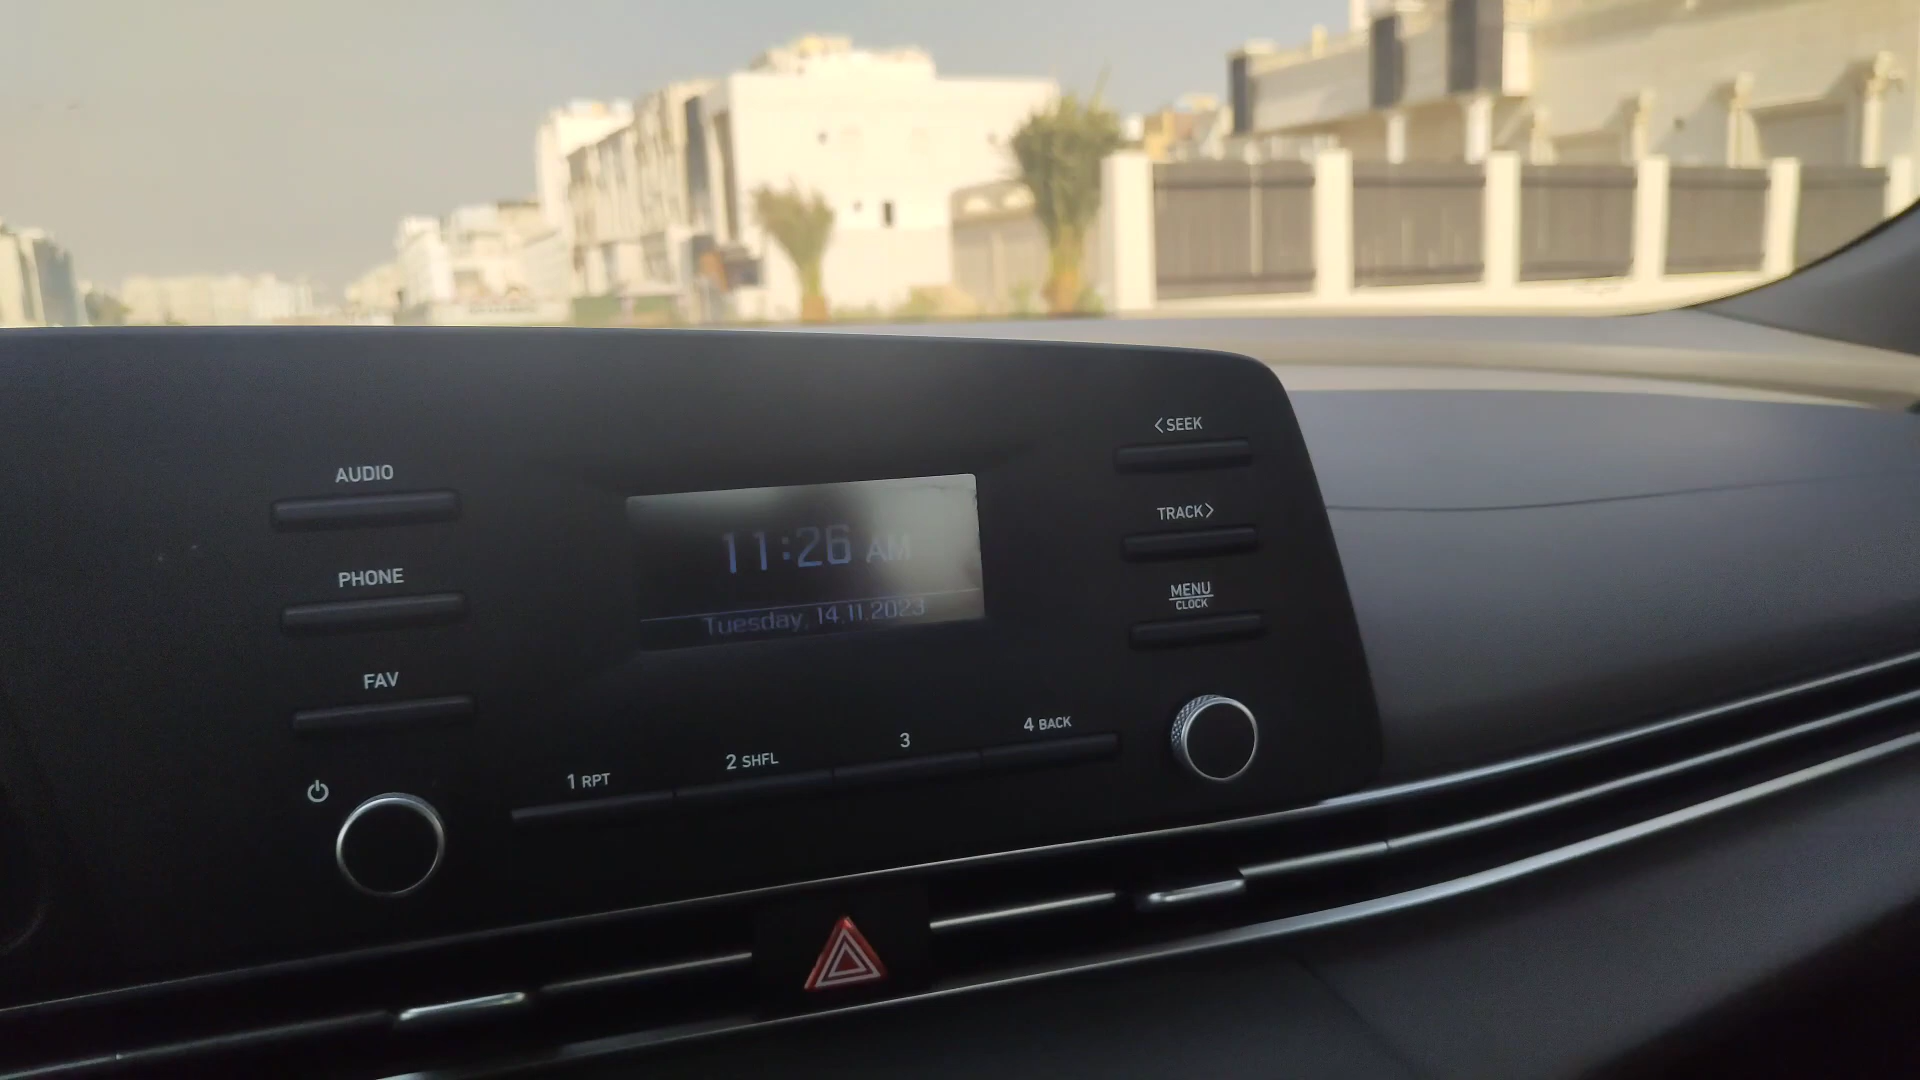 AUDIO
PHONE
FAV
11:26 AM
Tuesday, 14.11.2023
<SEEK
TRACK>
MENU
CLOCK
1 RPT
2 SHFL
3
4 BACK